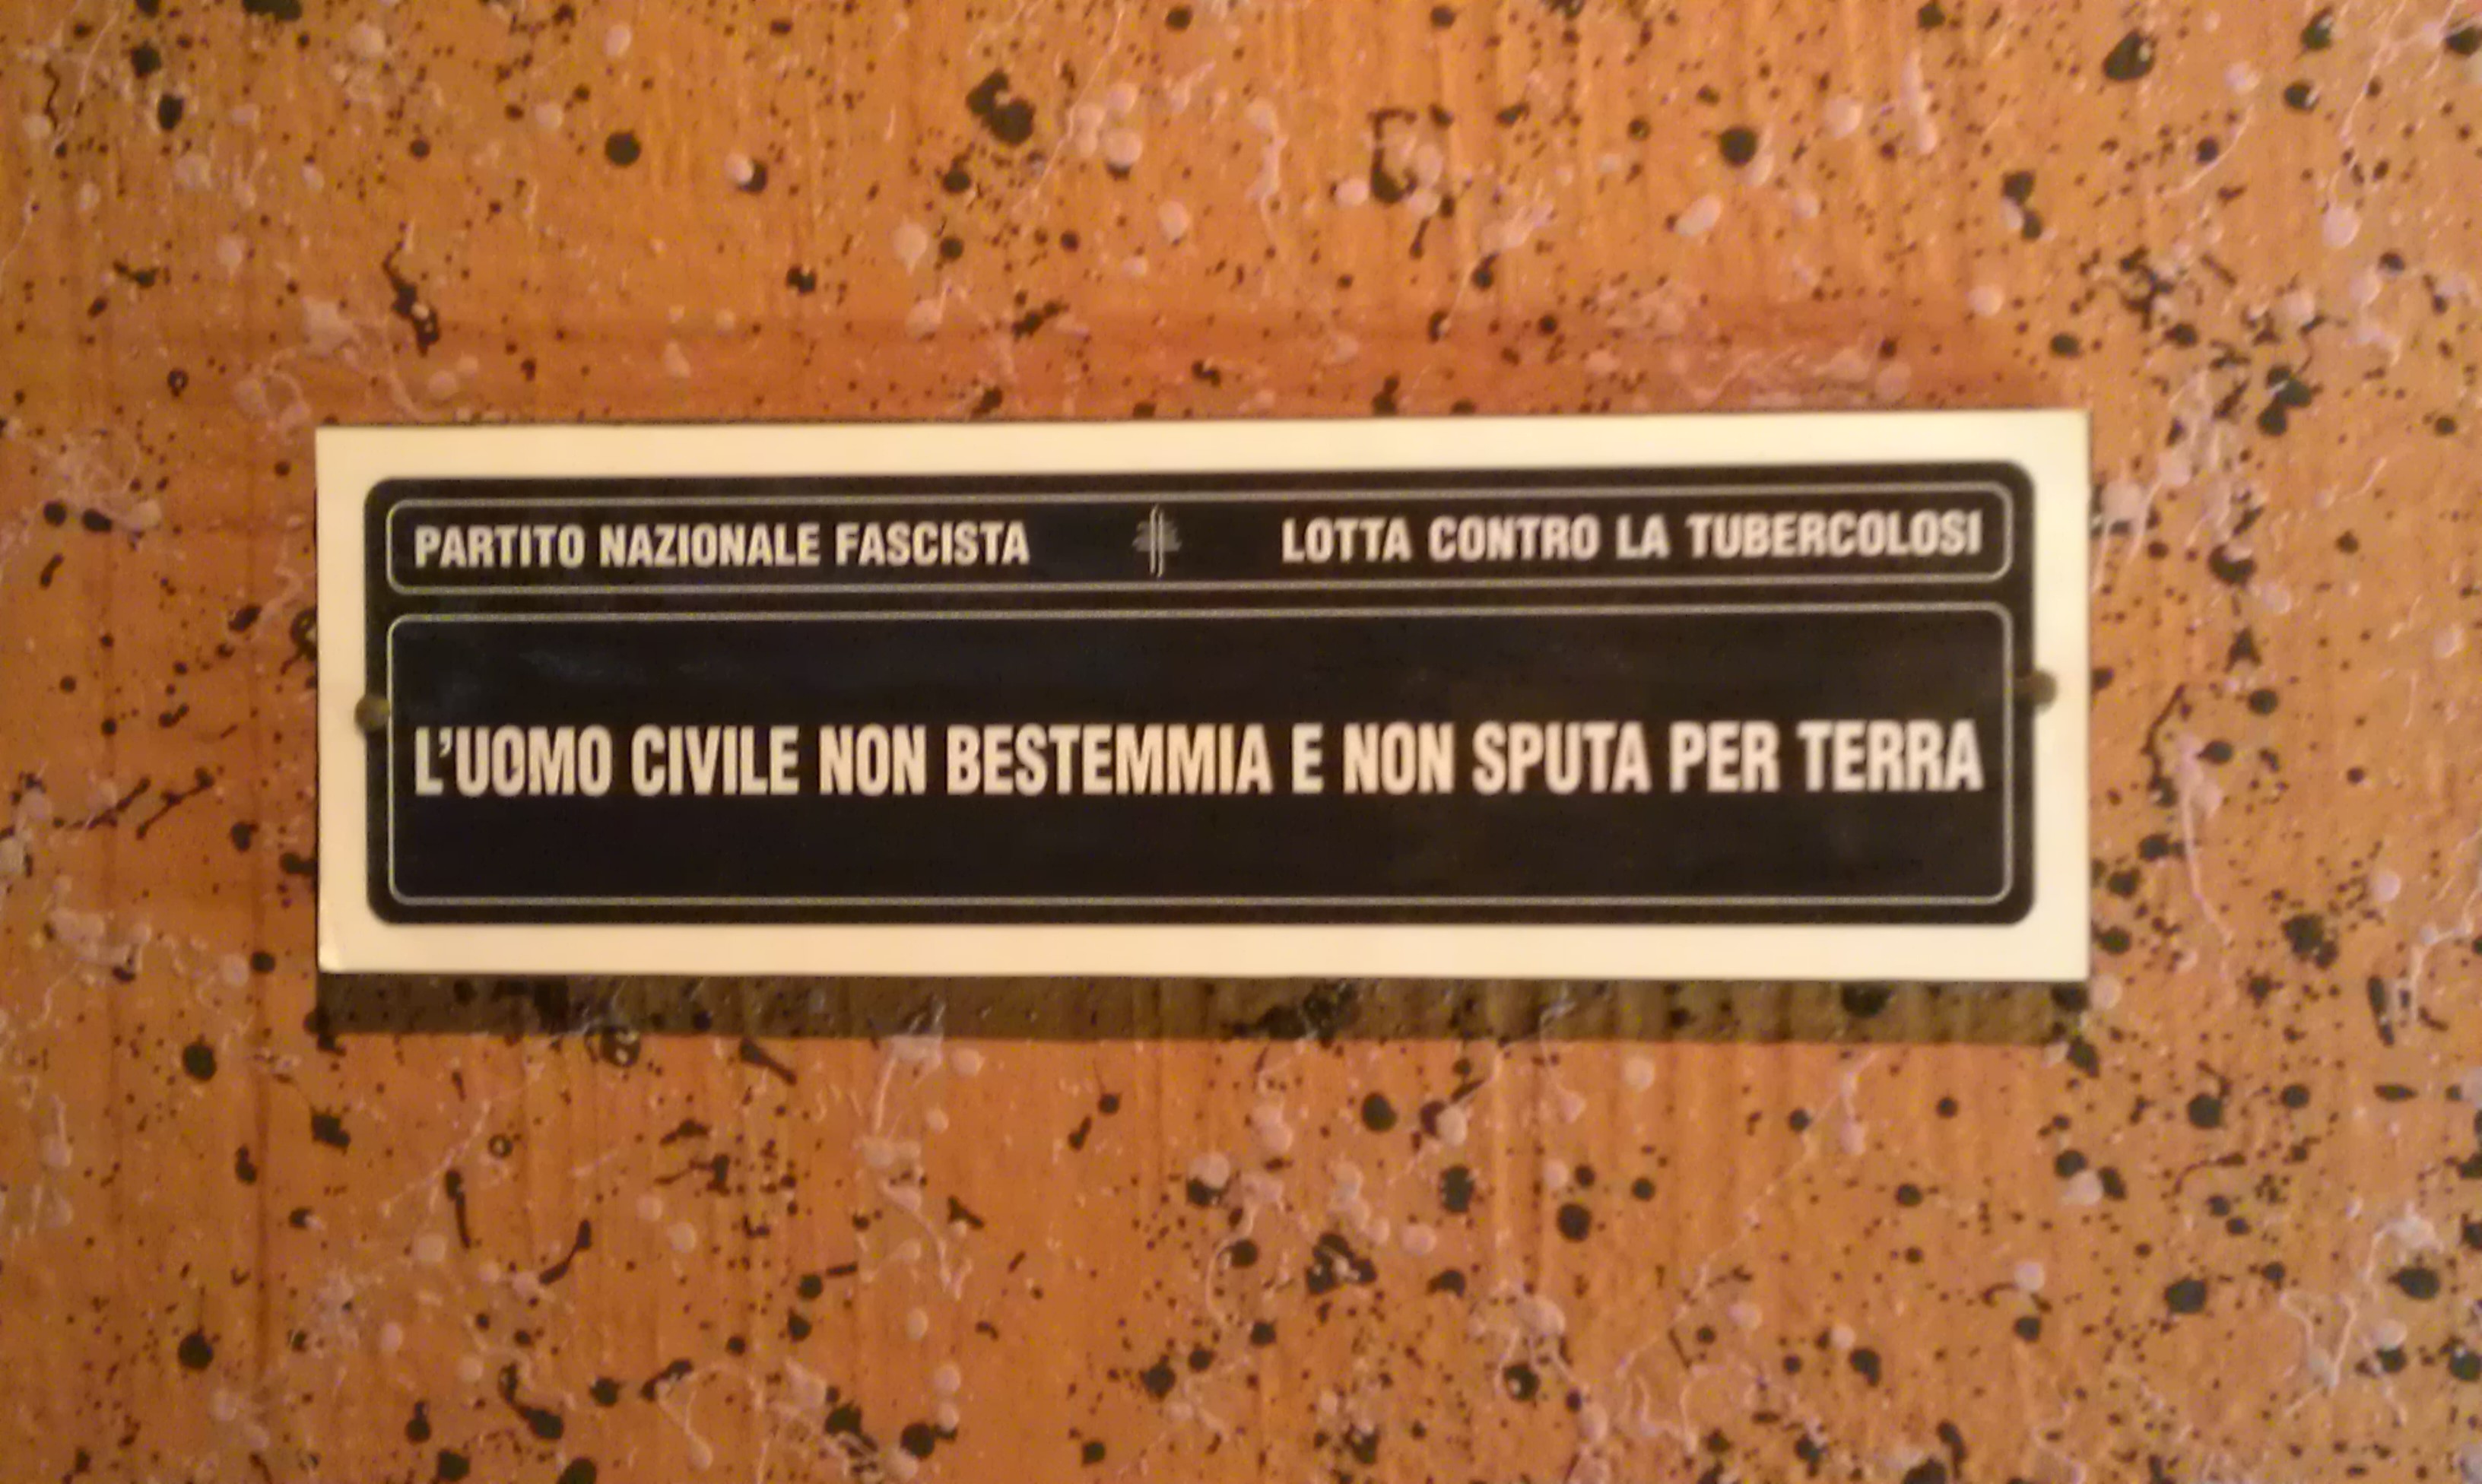 PARTITO NAZIONALE FASCISTA LOTTA CONTRO LA TUBERCOLOSI
L'UOMO CIVILE NON BESTEMMIA E NON SPUTA PER TERRA